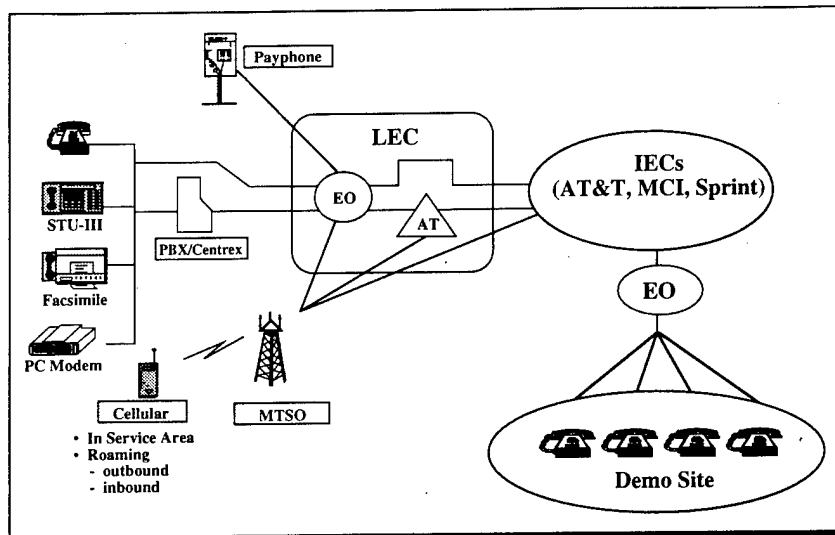 Payphone
LEC
IECs
(AT&T, MCI, Sprint)
EO
AT
STU-III
PBX/Centrex
Facsimile
EO
PC Modem
Cellular
MTSO
• In Service Area
• Roaming
- outbound
- inbound
Demo Site